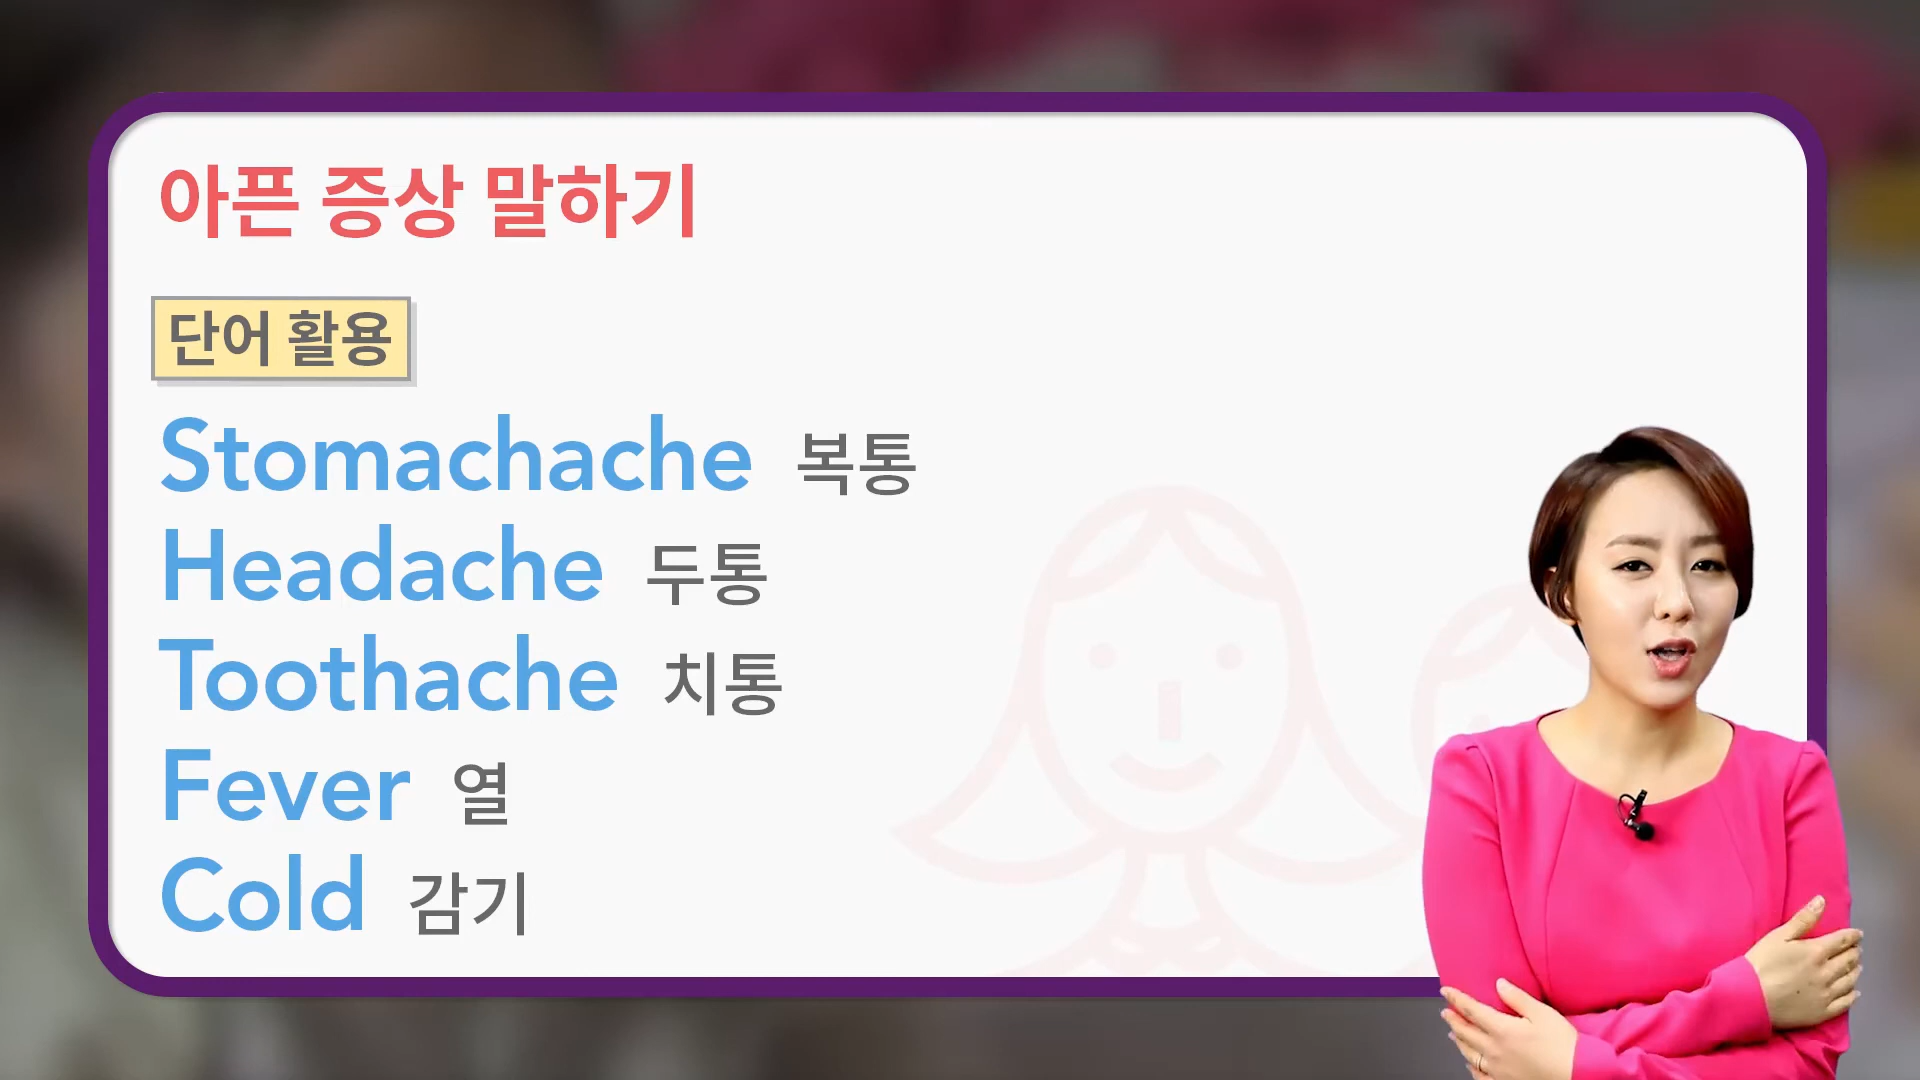 아픈 증상 말하기
단어 활용
Stomachache 복통
Headache 두통
Toothache 치통
Fever 열
Cold 감기